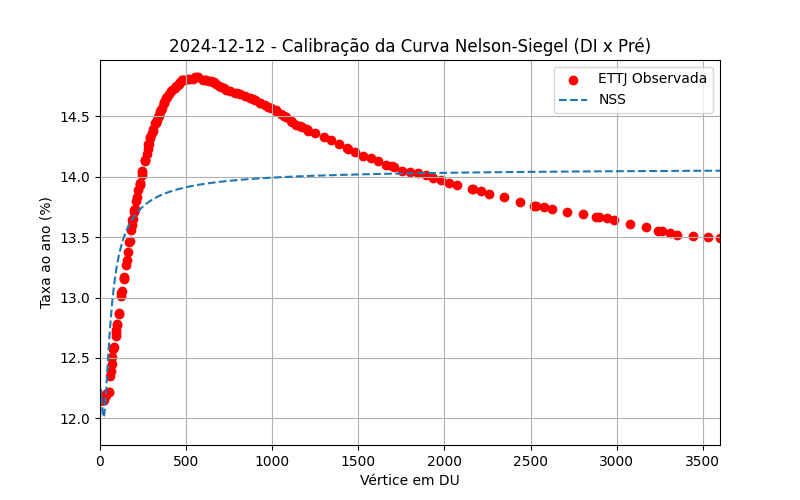 2024-12-12 - Calibração da Curva Nelson-Siegel (DI x Pré)
ETTJ Observada
NSS
Taxa ao ano (%)
14.5
14.0
13.5
13.0
12.5
12.0
0 500 1000 1500 2000 2500 3000 3500
Vértice em DU